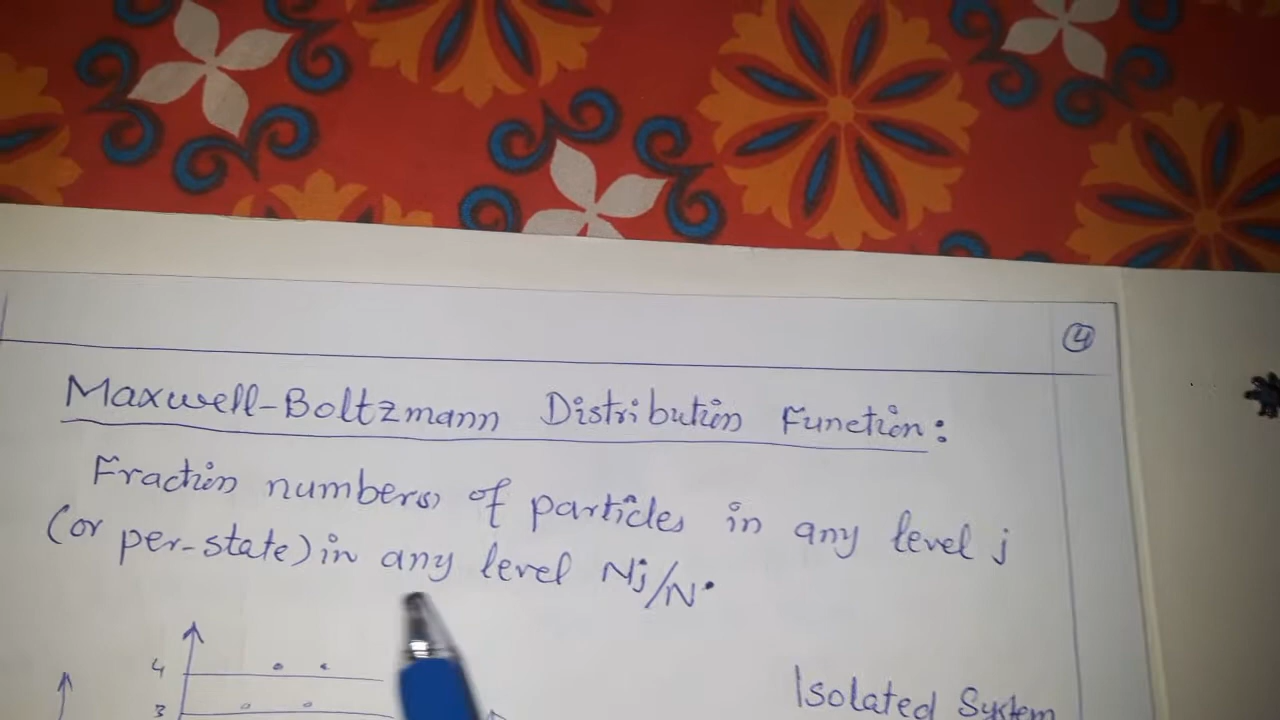 4
Maxwell-Boltzmann Distribution Function:
Fraction numbers of particles in any level j
(or per-state) in any level Nj/N.
4
Isolated System
3